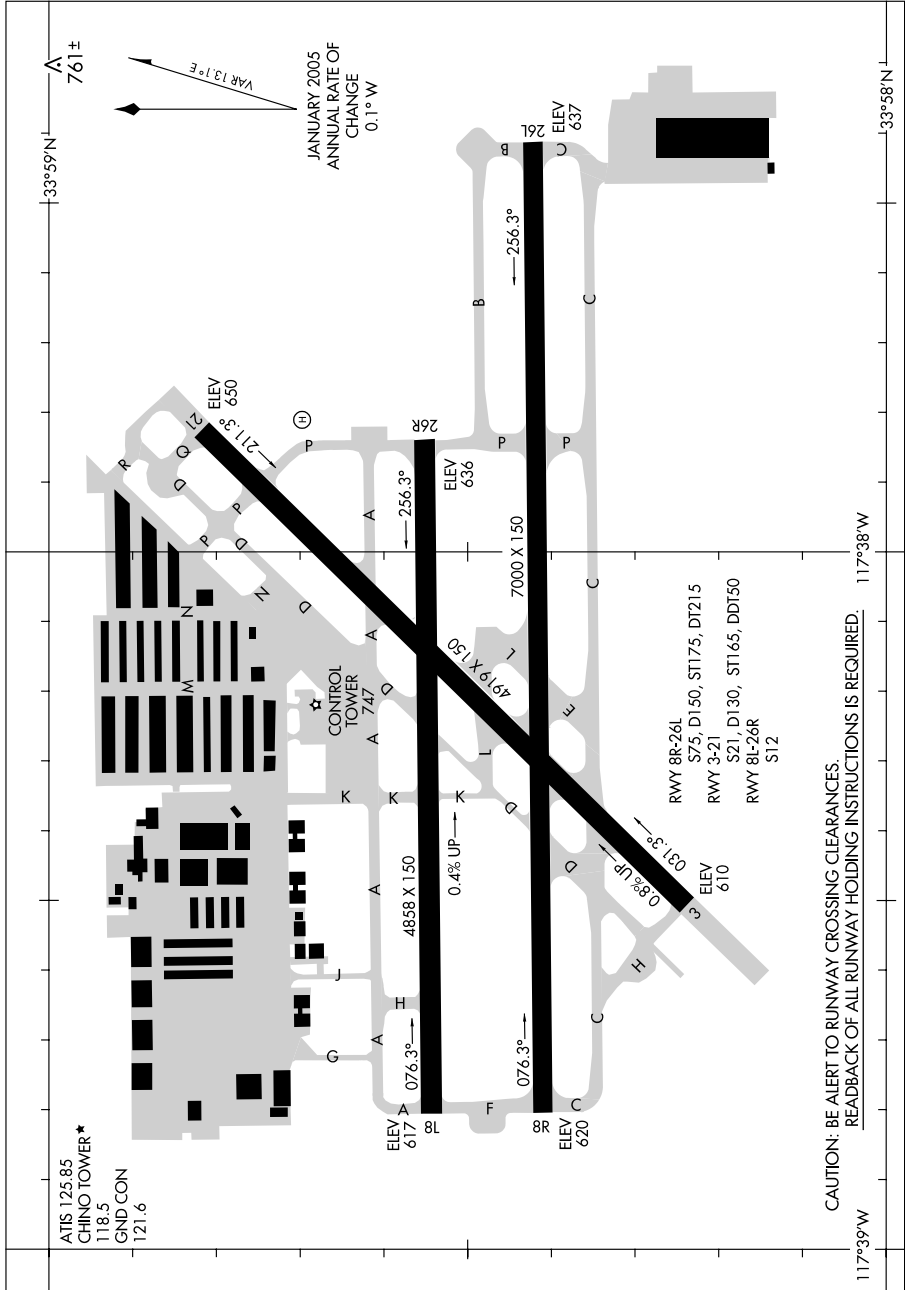 ATIS 125.85
CHINO TOWER★
118.5
GND CON
121.6
33°59'N
761±
VAR 13.1°E
JANUARY 2005
ANNUAL RATE OF
CHANGE
0.1° W
R
Q
D
21
ELEV
650
211.3°
H
P
P
P
D
N
N
D
W
CONTROL
TOWER
747
D
A
A
A
K
K
K
A
J
G
H
A
A
4858 X 150
256.3°
26R
ELEV
636
076.3°
ELEV
617
8L
0.4% UP
F
L
L
4919 X 150
B
B
256.3°
26L
ELEV
637
C
P
P
7000 X 150
C
C
D
E
D
076.3°
8R
ELEV
620
C
C
H
0.8% UP
031.3°
3
ELEV
610
RWY 8R-26L
S75, D150, ST175, DT215
RWY 3-21
S21, D130, ST165, DDT50
RWY 8L-26R
S12
CAUTION: BE ALERT TO RUNWAY CROSSING CLEARANCES.
READBACK OF ALL RUNWAY HOLDING INSTRUCTIONS IS REQUIRED.
117°39'W
117°38'W
33°58'N